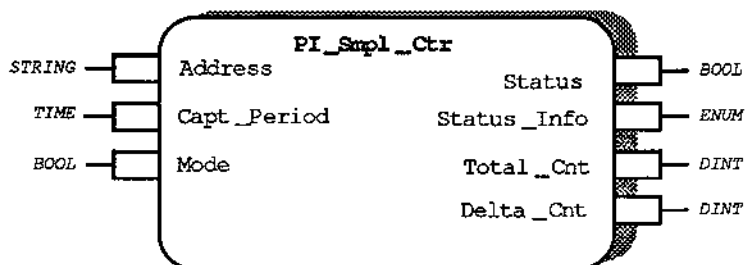 PI_Smpl_Ctr
STRING Address
Status BOOL
TIME Capt_Period
Status_Info ENUM
BOOL Mode
Total_Cnt DINT
Delta_Cnt DINT